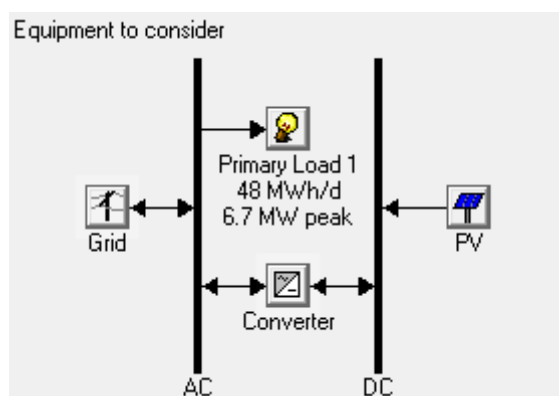 Equipment to consider
Primary Load 1
48 MWh/d
6.7 MW peak
Grid
PV
Converter
AC
DC